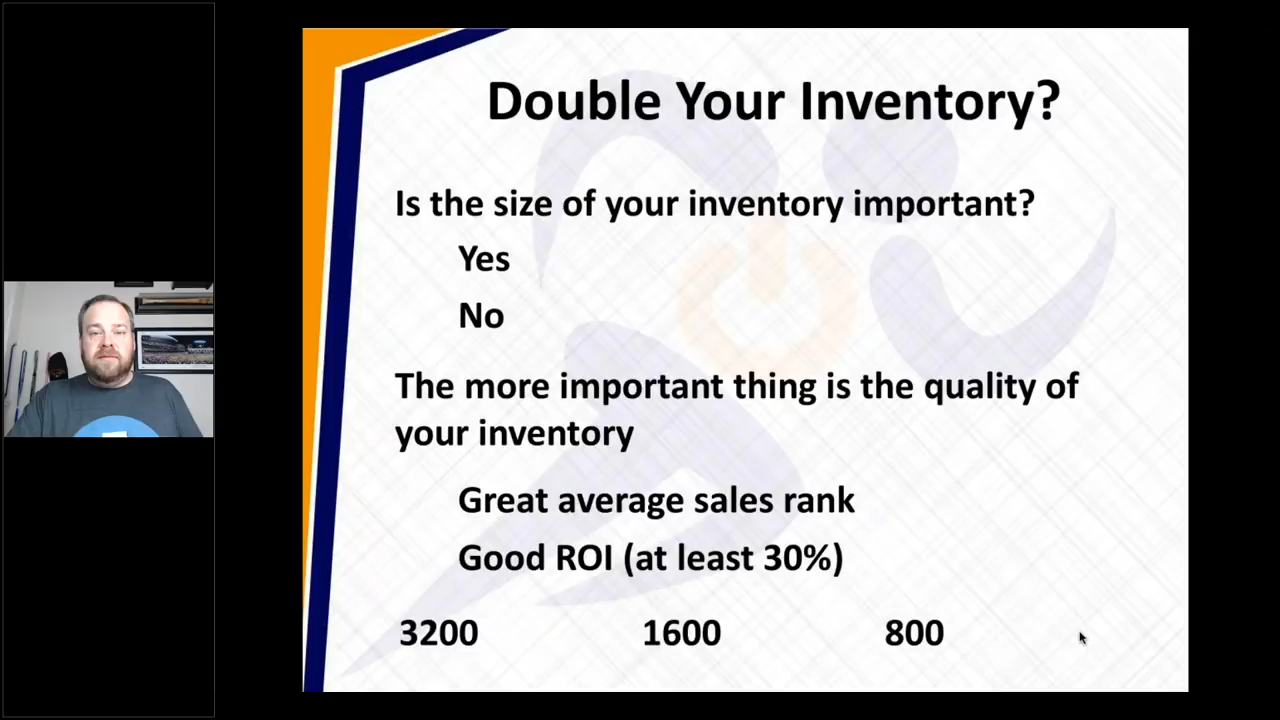 Double Your Inventory?
Is the size of your inventory important?
Yes
No
The more important thing is the quality of
your inventory
Great average sales rank
Good ROI (at least 30%)
3200 1600 800